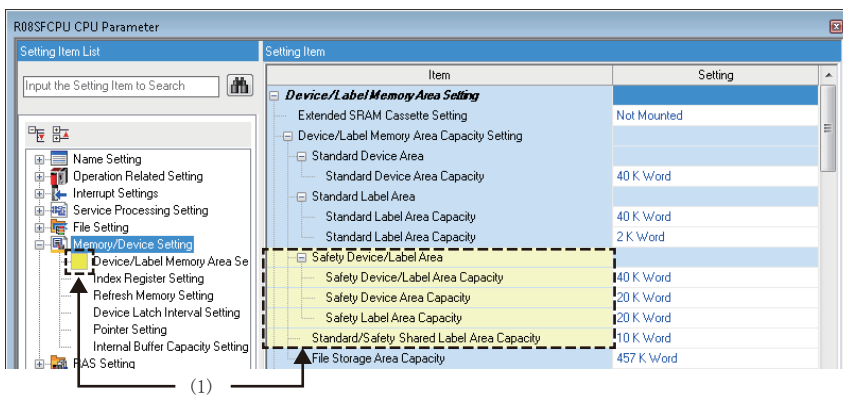 R08SFCPU CPU Parameter
Setting Item List
Input the Setting Item to Search
Name Setting
Operation Related Setting
Interrupt Settings
Service Processing Setting
File Setting
Memory/Device Setting
Device/Label Memory Area Se
Index Register Setting
Refresh Memory Setting
Device Latch Interval Setting
Pointer Setting
Internal Buffer Capacity Setting
RAS Setting
Setting Item
Item Setting
Device/Label Memory Area Setting
Extended SRAM Cassette Setting Not Mounted
Device/Label Memory Area Capacity Setting
Standard Device Area
Standard Device Area Capacity 40 K Word
Standard Label Area
Standard Label Area Capacity 40 K Word
Standard Label Area Capacity 2 K Word
Safety Device/Label Area
Safety Device/Label Area Capacity 40 K Word
Safety Device Area Capacity 20 K Word
Safety Label Area Capacity 20 K Word
Standard/Safety Shared Label Area Capacity 10 K Word
File Storage Area Capacity 457 K Word
(1)